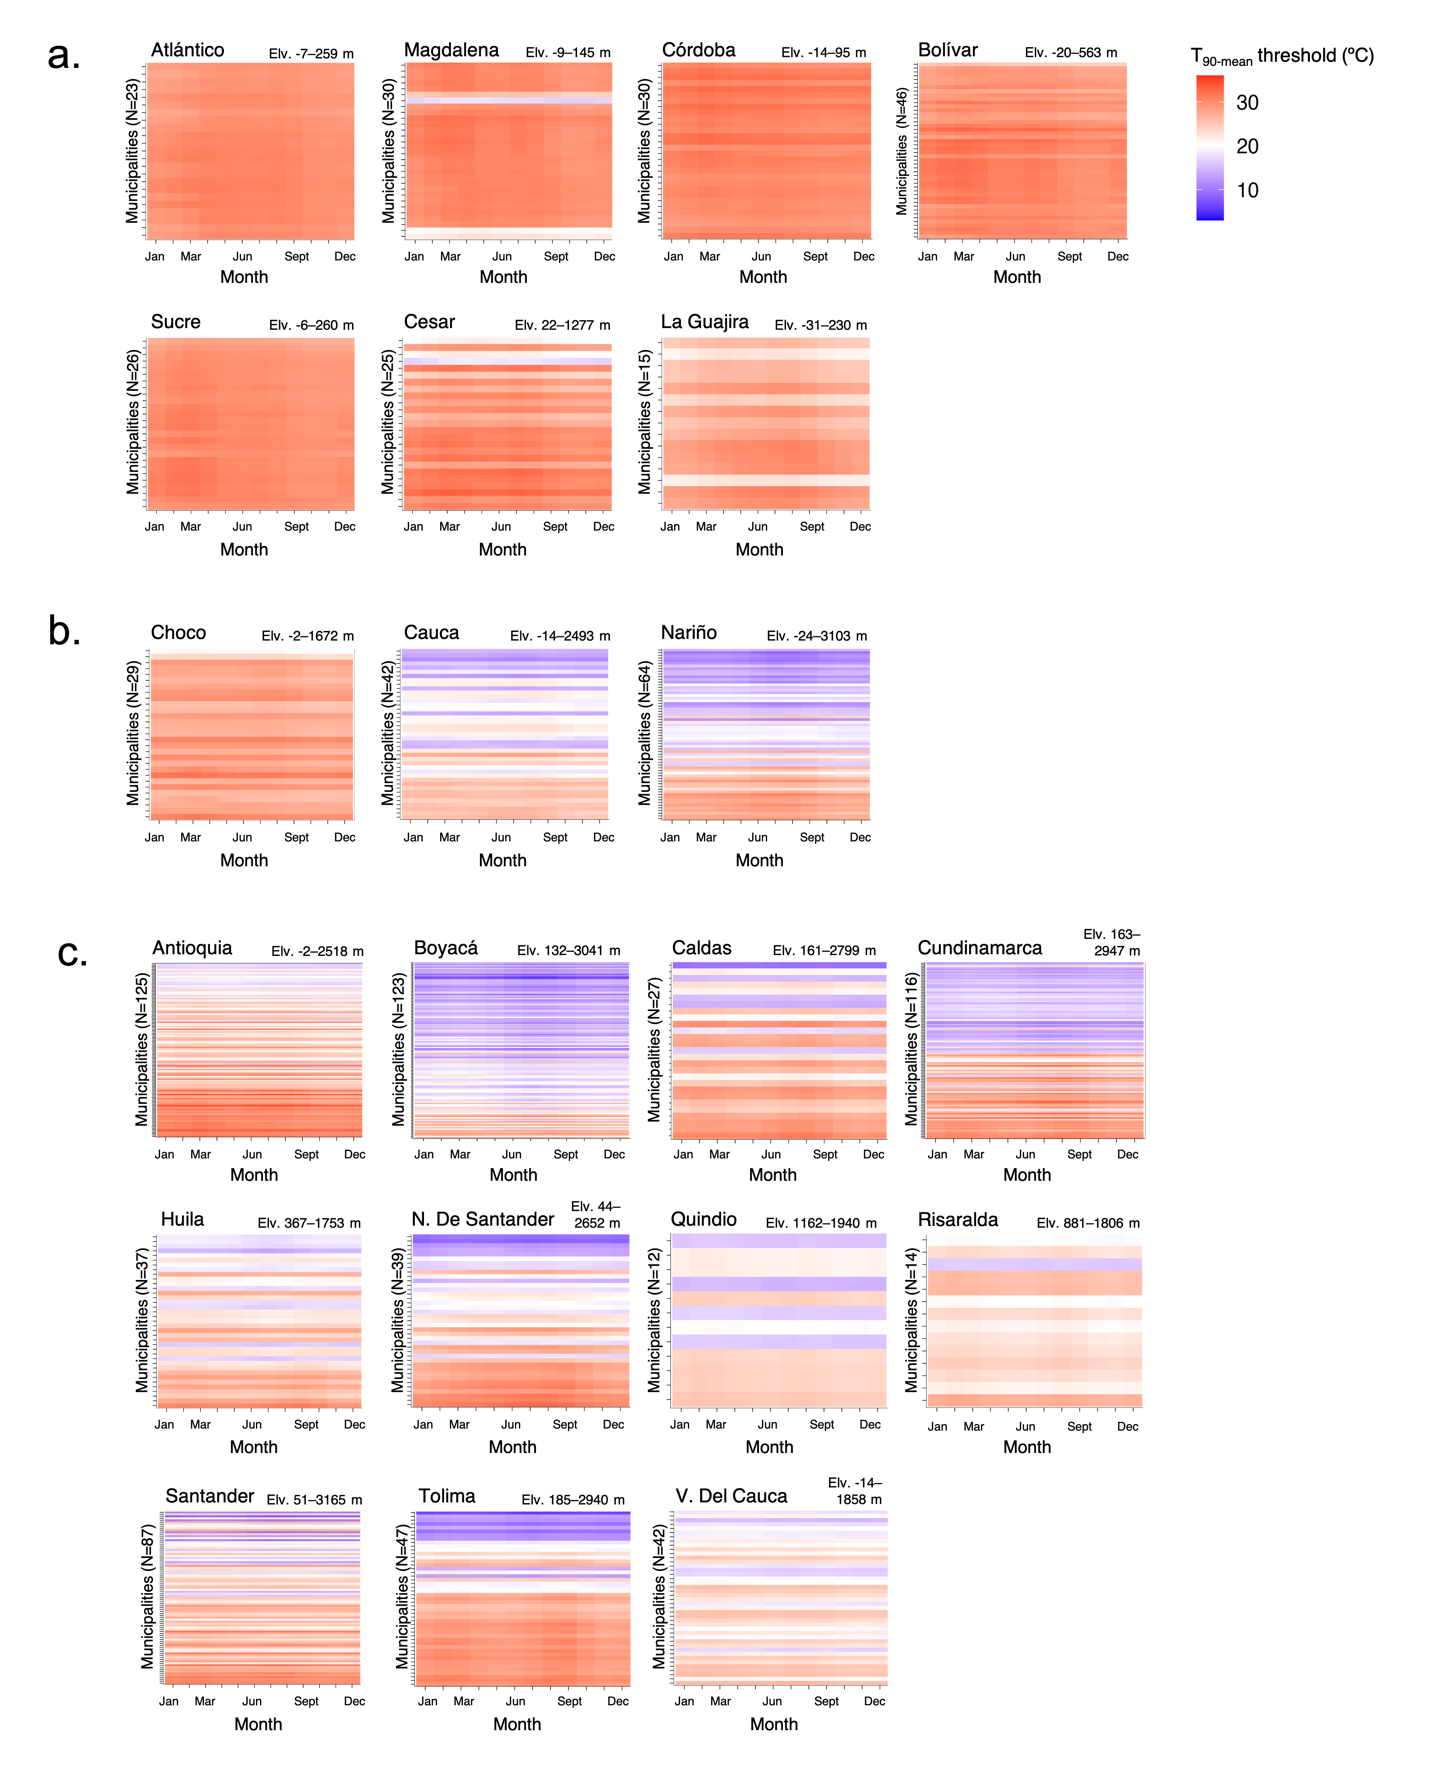 a.
Atlántico Elv. -7–259 m
Municipalities (N=23)
Jan Mar Jun Sept Dec
Month
Magdalena Elv. -9–145 m
Municipalities (N=30)
Jan Mar Jun Sept Dec
Month
Córdoba Elv. -14–95 m
Municipalities (N=30)
Jan Mar Jun Sept Dec
Month
Bolívar Elv. -20–563 m
Municipalities (N=46)
Jan Mar Jun Sept Dec
Month
T90-mean threshold (ºC)
30
20
10
Sucre Elv. -6–260 m
Municipalities (N=26)
Jan Mar Jun Sept Dec
Month
Cesar Elv. 22–1277 m
Municipalities (N=25)
Jan Mar Jun Sept Dec
Month
La Guajira Elv. -31–230 m
Municipalities (N=15)
Jan Mar Jun Sept Dec
Month
b.
Choco Elv. -2–1672 m
Municipalities (N=29)
Jan Mar Jun Sept Dec
Month
Cauca Elv. -14–2493 m
Municipalities (N=42)
Jan Mar Jun Sept Dec
Month
Nariño Elv. -24–3103 m
Municipalities (N=64)
Jan Mar Jun Sept Dec
Month
c.
Antioquia Elv. -2–2518 m
Municipalities (N=125)
Jan Mar Jun Sept Dec
Month
Boyacá Elv. 132–3041 m
Municipalities (N=123)
Jan Mar Jun Sept Dec
Month
Caldas Elv. 161–2799 m
Municipalities (N=27)
Jan Mar Jun Sept Dec
Month
Cundinamarca Elv. 163–
2947 m
Municipalities (N=116)
Jan Mar Jun Sept Dec
Month
Huila Elv. 367–1753 m
Municipalities (N=37)
Jan Mar Jun Sept Dec
Month
N. De Santander Elv. 44–
2652 m
Municipalities (N=39)
Jan Mar Jun Sept Dec
Month
Quindio Elv. 1162–1940 m
Municipalities (N=12)
Jan Mar Jun Sept Dec
Month
Risaralda Elv. 881–1806 m
Municipalities (N=14)
Jan Mar Jun Sept Dec
Month
Santander Elv. 51–3165 m
Municipalities (N=87)
Jan Mar Jun Sept Dec
Month
Tolima Elv. 185–2940 m
Municipalities (N=47)
Jan Mar Jun Sept Dec
Month
V. Del Cauca Elv. -14–
1858 m
Municipalities (N=42)
Jan Mar Jun Sept Dec
Month